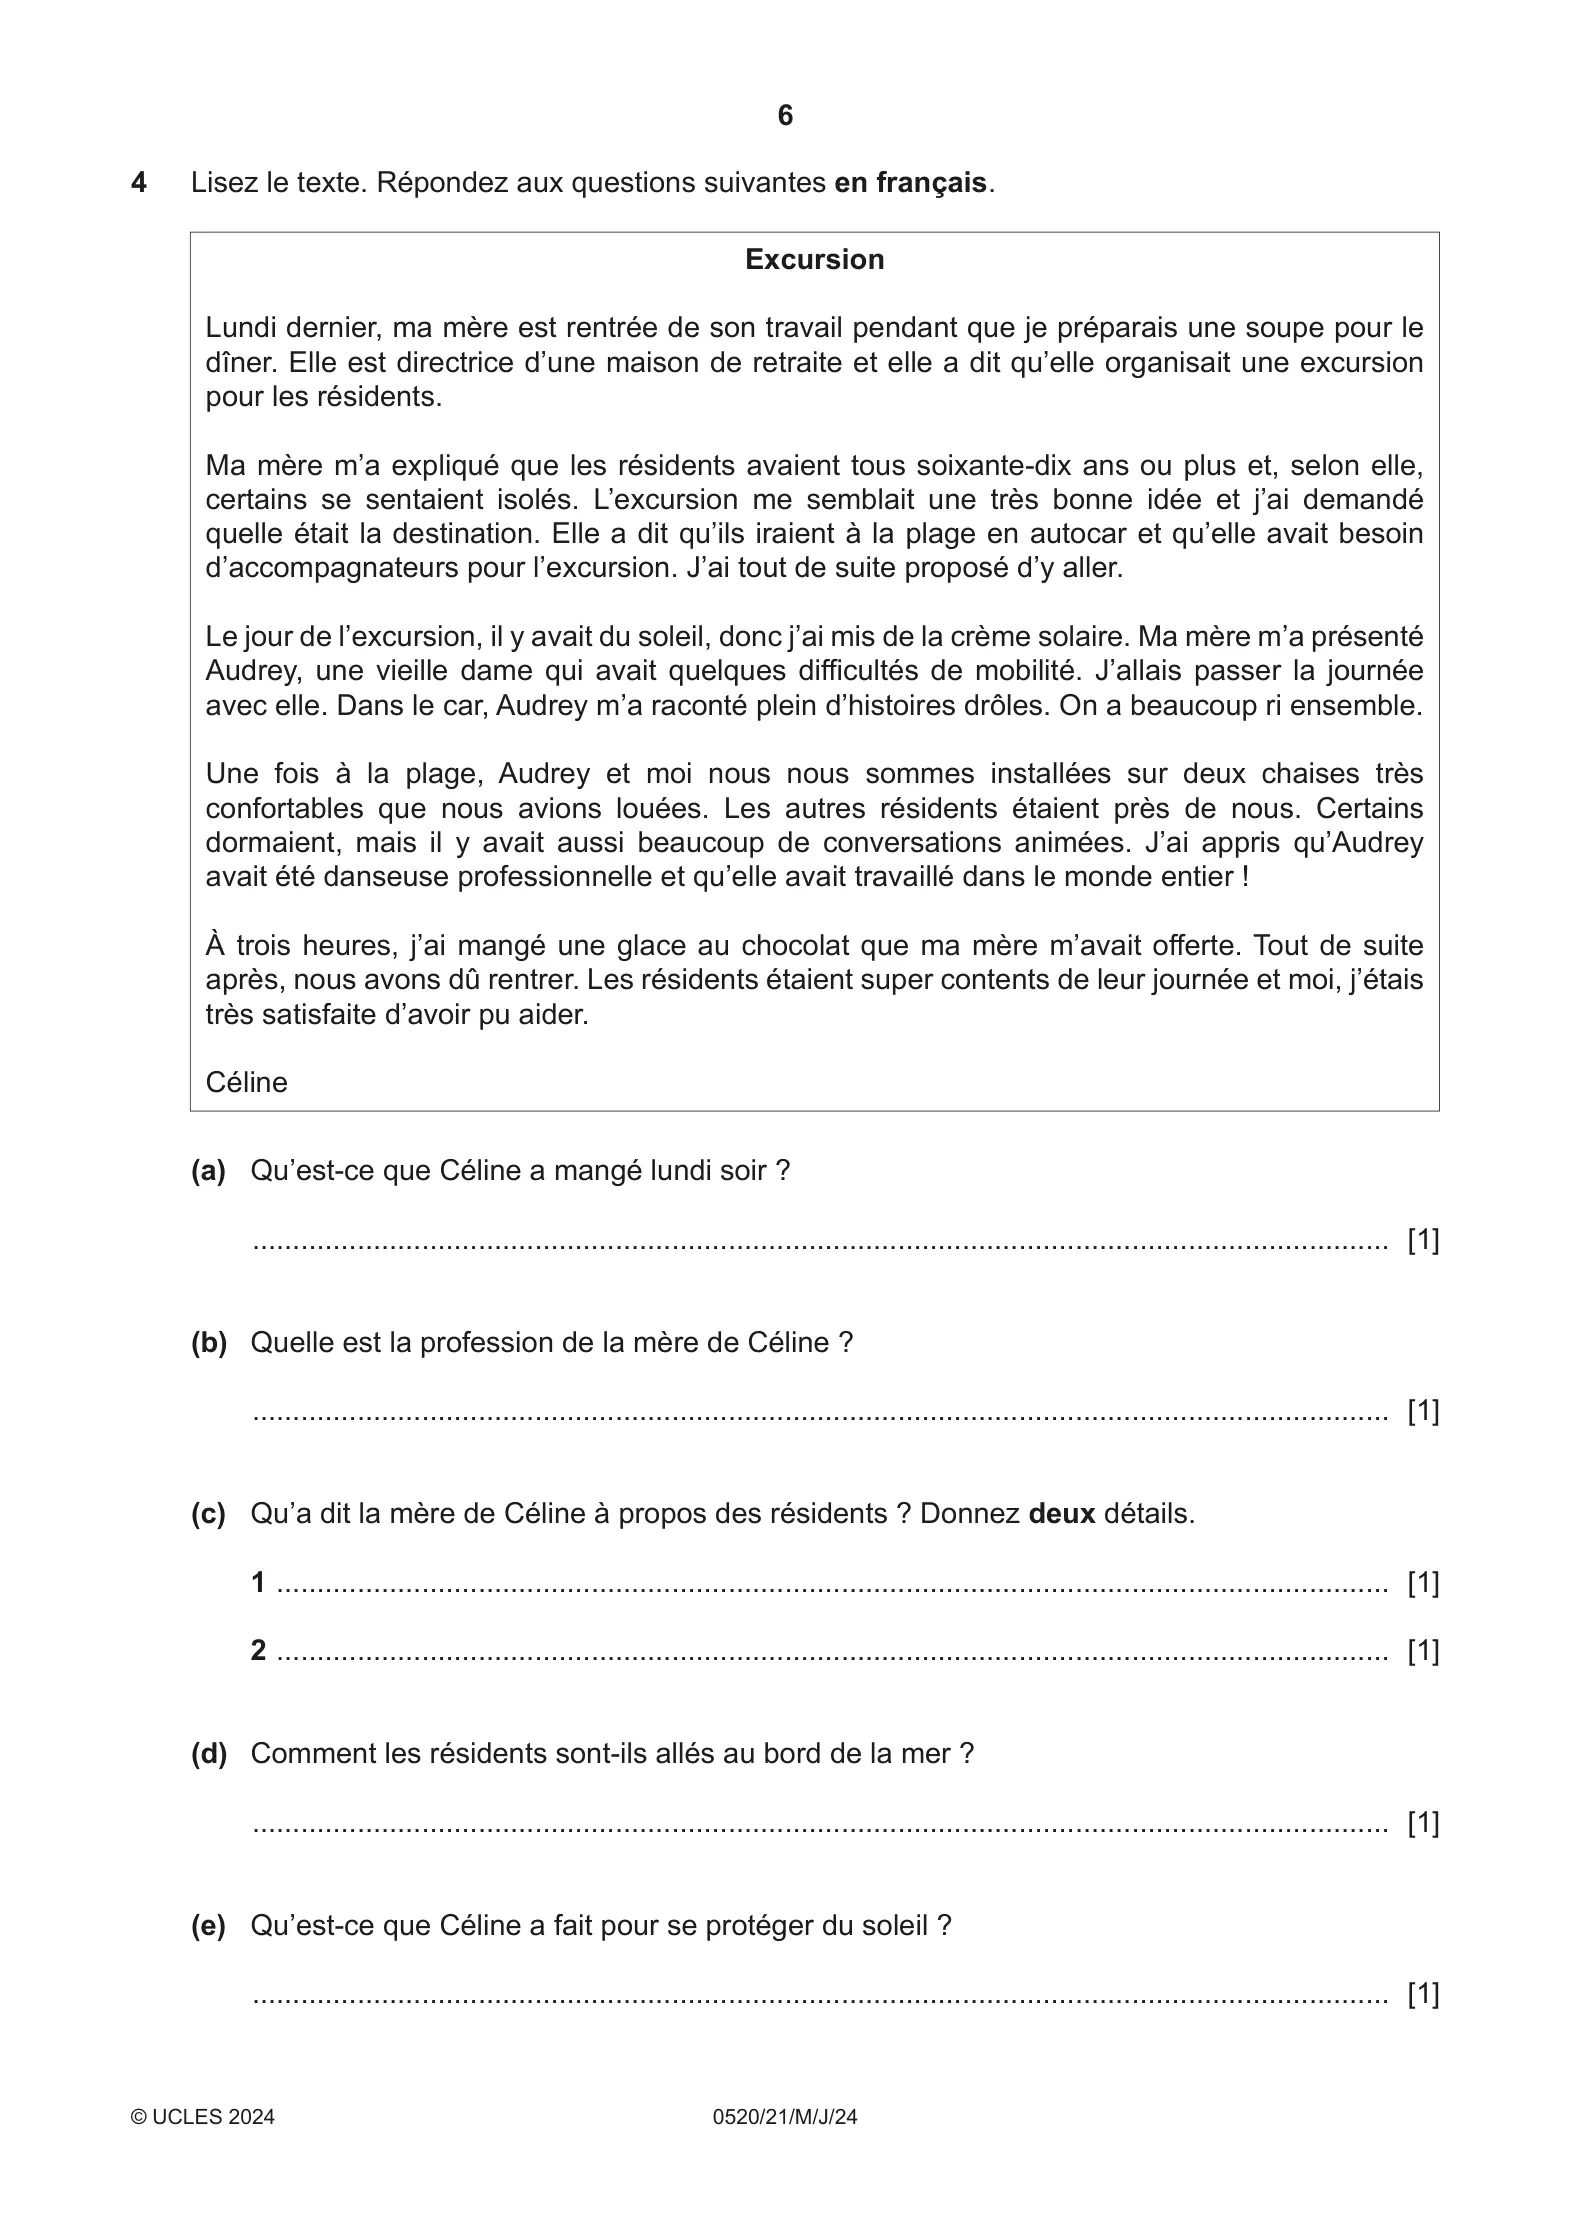 6
4 Lisez le texte. Répondez aux questions suivantes en français.
Excursion
Lundi dernier, ma mère est rentrée de son travail pendant que je préparais une soupe pour le
dîner. Elle est directrice d’une maison de retraite et elle a dit qu’elle organisait une excursion
pour les résidents.
Ma mère m’a expliqué que les résidents avaient tous soixante-dix ans ou plus et, selon elle,
certains se sentaient isolés. L’excursion me semblait une très bonne idée et j’ai demandé
quelle était la destination. Elle a dit qu’ils iraient à la plage en autocar et qu’elle avait besoin
d’accompagnateurs pour l’excursion. J’ai tout de suite proposé d’y aller.
Le jour de l’excursion, il y avait du soleil, donc j’ai mis de la crème solaire. Ma mère m’a présenté
Audrey, une vieille dame qui avait quelques difficultés de mobilité. J’allais passer la journée
avec elle. Dans le car, Audrey m’a raconté plein d’histoires drôles. On a beaucoup ri ensemble.
Une fois à la plage, Audrey et moi nous nous sommes installées sur deux chaises très
confortables que nous avions louées. Les autres résidents étaient près de nous. Certains
dormaient, mais il y avait aussi beaucoup de conversations animées. J’ai appris qu’Audrey
avait été danseuse professionnelle et qu’elle avait travaillé dans le monde entier !
À trois heures, j’ai mangé une glace au chocolat que ma mère m’avait offerte. Tout de suite
après, nous avons dû rentrer. Les résidents étaient super contents de leur journée et moi, j’étais
très satisfaite d’avoir pu aider.
Céline
(a) Qu’est-ce que Céline a mangé lundi soir ?
[1]
(b) Quelle est la profession de la mère de Céline ?
[1]
(c) Qu’a dit la mère de Céline à propos des résidents ? Donnez deux détails.
1 [1]
2 [1]
(d) Comment les résidents sont-ils allés au bord de la mer ?
[1]
(e) Qu’est-ce que Céline a fait pour se protéger du soleil ?
[1]
© UCLES 2024 0520/21/M/J/24